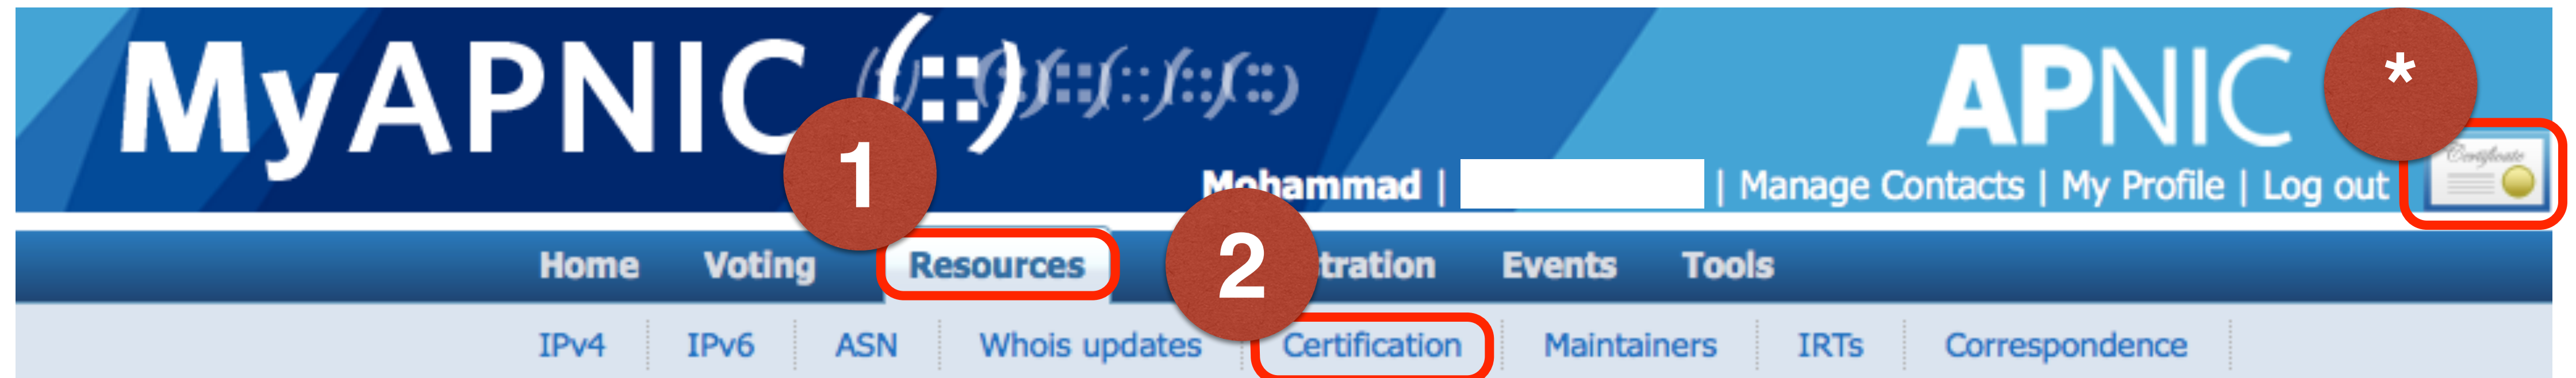 MyAPNIC (::) (::)(::)(::)(::)(::) APNIC *
1
Certificate
Mohammad | | Manage Contacts | My Profile | Log out
Home Voting Resources 2 tration Events Tools
IPv4 IPv6 ASN Whois updates Certification Maintainers IRTs Correspondence